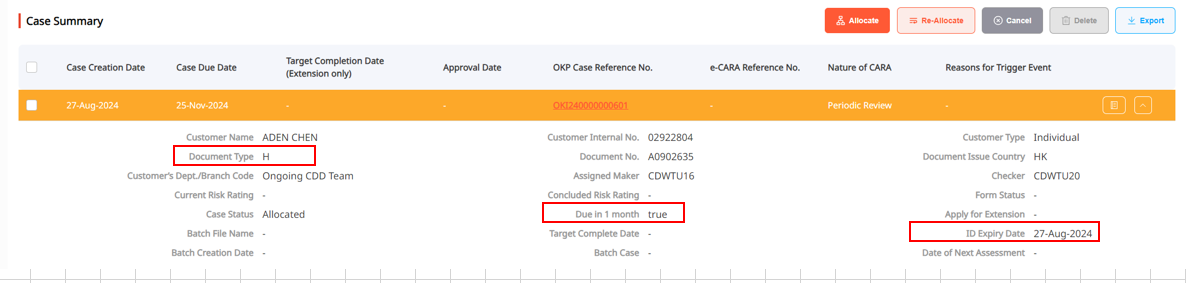 Case Summary
Allocate
Re-Allocate
Cancel
Delete
Export
Case Creation Date Case Due Date Target Completion Date (Extension only) Approval Date OKP Case Reference No. e-CARA Reference No. Nature of CARA Reasons for Trigger Event
27-Aug-2024 25-Nov-2024 - - OKI240000000601 - Periodic Review -
Customer Name ADEN CHEN Customer Internal No. 02922804 Customer Type Individual
Document Type H Document No. A0902635 Document Issue Country HK
Customer's Dept./Branch Code Ongoing CDD Team Assigned Maker CDWTU16 Checker CDWTU20
Current Risk Rating - Concluded Risk Rating - Form Status -
Case Status Allocated Due in 1 month true Apply for Extension -
Batch File Name - Target Complete Date - ID Expiry Date 27-Aug-2024
Batch Creation Date - Batch Case - Date of Next Assessment -